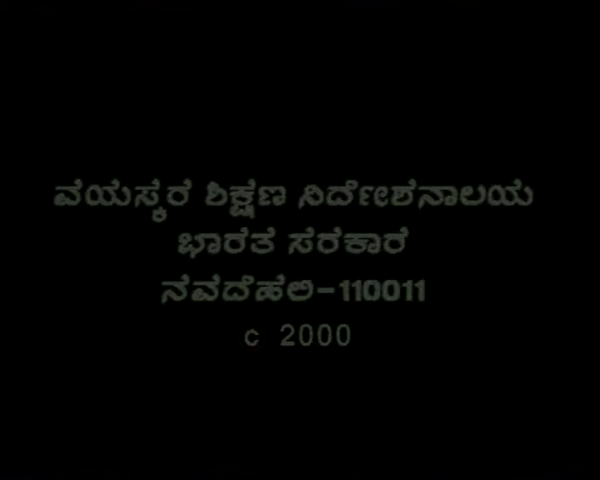 ವಯಸ್ಕರ ಶಿಕ್ಷಣ ನಿರ್ದೇಶನಾಲಯ
ಭಾರತ ಸರಕಾರ
ನವದೆಹಲಿ-110011
c 2000